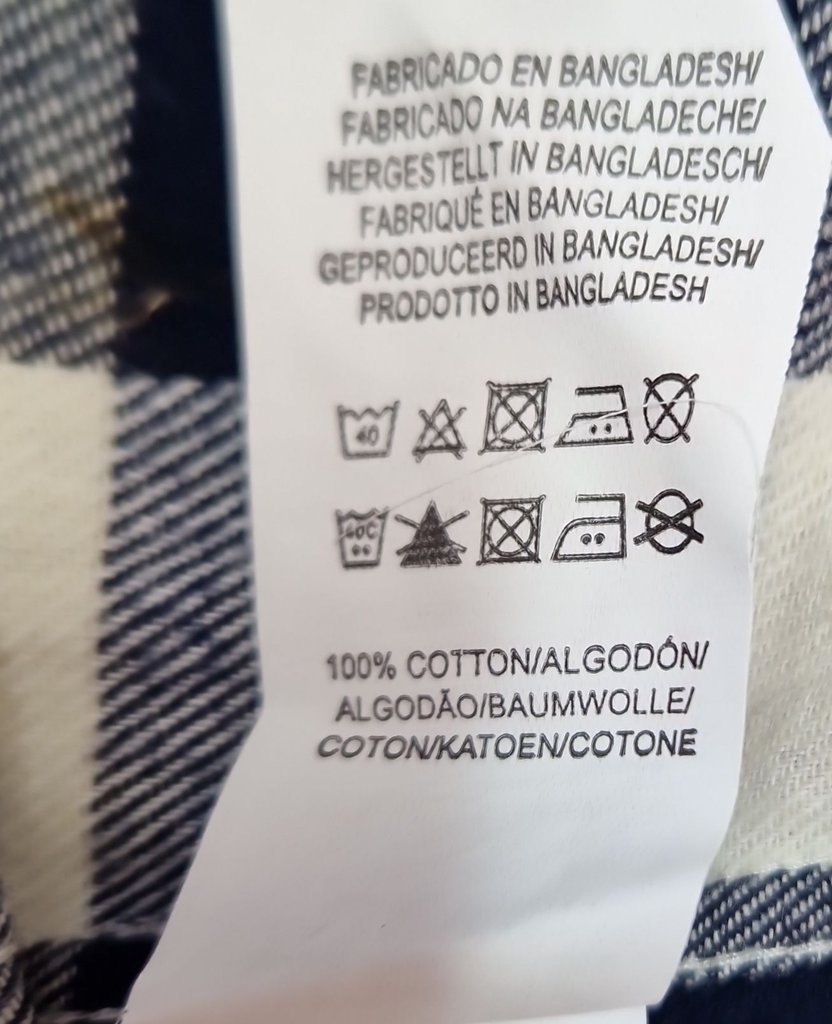 FABRICADO EN BANGLADESH/
FABRICADO NA BANGLADECHE/
HERGESTELLT IN BANGLADESCH/
FABRIQUÉ EN BANGLADESH/
GEPRODUCEERD IN BANGLADESH/
PRODOTTO IN BANGLADESH
40
40C
100% COTTON/ALGODÓN/
ALGODÃO/BAUMWOLLE/
COTON/KATOEN/COTONE